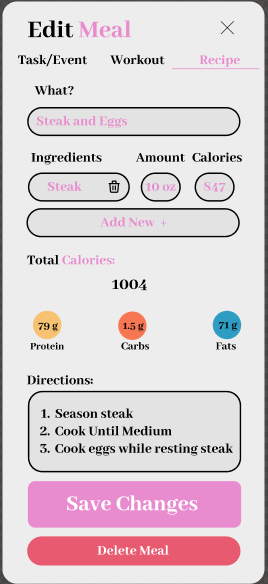 Edit Meal
Task/Event Workout Recipe
What?
Steak and Eggs
Ingredients Amount Calories
Steak 10 oz 847
Add New +
Total Calories:
1004
79 g 1.5 g 71 g
Protein Carbs Fats
Directions:
1. Season steak
2. Cook Until Medium
3. Cook eggs while resting steak
Save Changes
Delete Meal